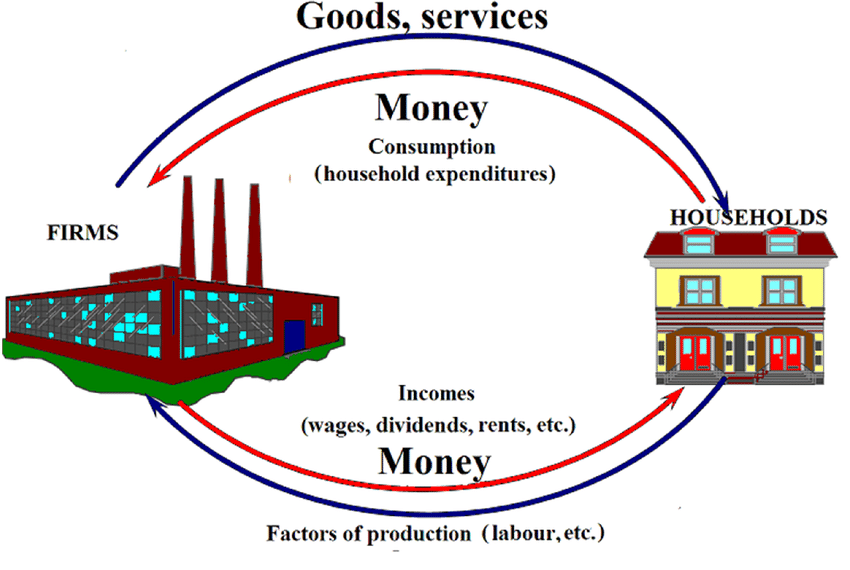 Goods, services
Money
Consumption
(household expenditures)
FIRMS
HOUSEHOLDS
Incomes
(wages, dividends, rents, etc.)
Money
Factors of production (labour, etc.)